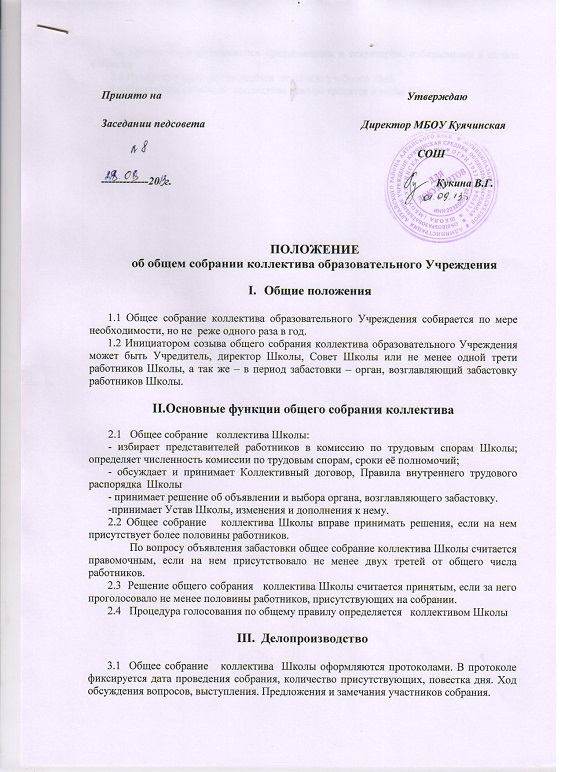 Принято на Утверждаю
Заседании педсовета Директор МБОУ Куячинская
№ 8 СОШ
28.08 2013г. Кукина В.Г.
01.09.13г.
ДЛЯ ДОКУМЕНТОВ
ПОЛОЖЕНИЕ
об общем собрании коллектива образовательного Учреждения
I. Общие положения
1.1 Общее собрание коллектива образовательного Учреждения собирается по мере
необходимости, но не реже одного раза в год.
1.2 Инициатором созыва общего собрания коллектива образовательного Учреждения
может быть Учредитель, директор Школы, Совет Школы или не менее одной трети
работников Школы, а так же – в период забастовки – орган, возглавляющий забастовку
работников Школы.
II.Основные функции общего собрания коллектива
2.1 Общее собрание коллектива Школы:
- избирает представителей работников в комиссию по трудовым спорам Школы;
определяет численность комиссии по трудовым спорам, сроки её полномочий;
- обсуждает и принимает Коллективный договор, Правила внутреннего трудового
распорядка Школы
- принимает решение об объявлении и выбора органа, возглавляющего забастовку.
-принимает Устав Школы, изменения и дополнения к нему.
2.2 Общее собрание коллектива Школы вправе принимать решения, если на нем
присутствует более половины работников.
По вопросу объявления забастовки общее собрание коллектива Школы считается
правомочным, если на нем присутствовало не менее двух третей от общего числа
работников.
2.3 Решение общего собрания коллектива Школы считается принятым, если за него
проголосовало не менее половины работников, присутствующих на собрании.
2.4 Процедура голосования по общему правилу определяется коллективом Школы
III. Делопроизводство
3.1 Общее собрание коллектива Школы оформляются протоколами. В протоколе
фиксируется дата проведения собрания, количество присутствующих, повестка дня. Ход
обсуждения вопросов, выступления. Предложения и замечания участников собрания.